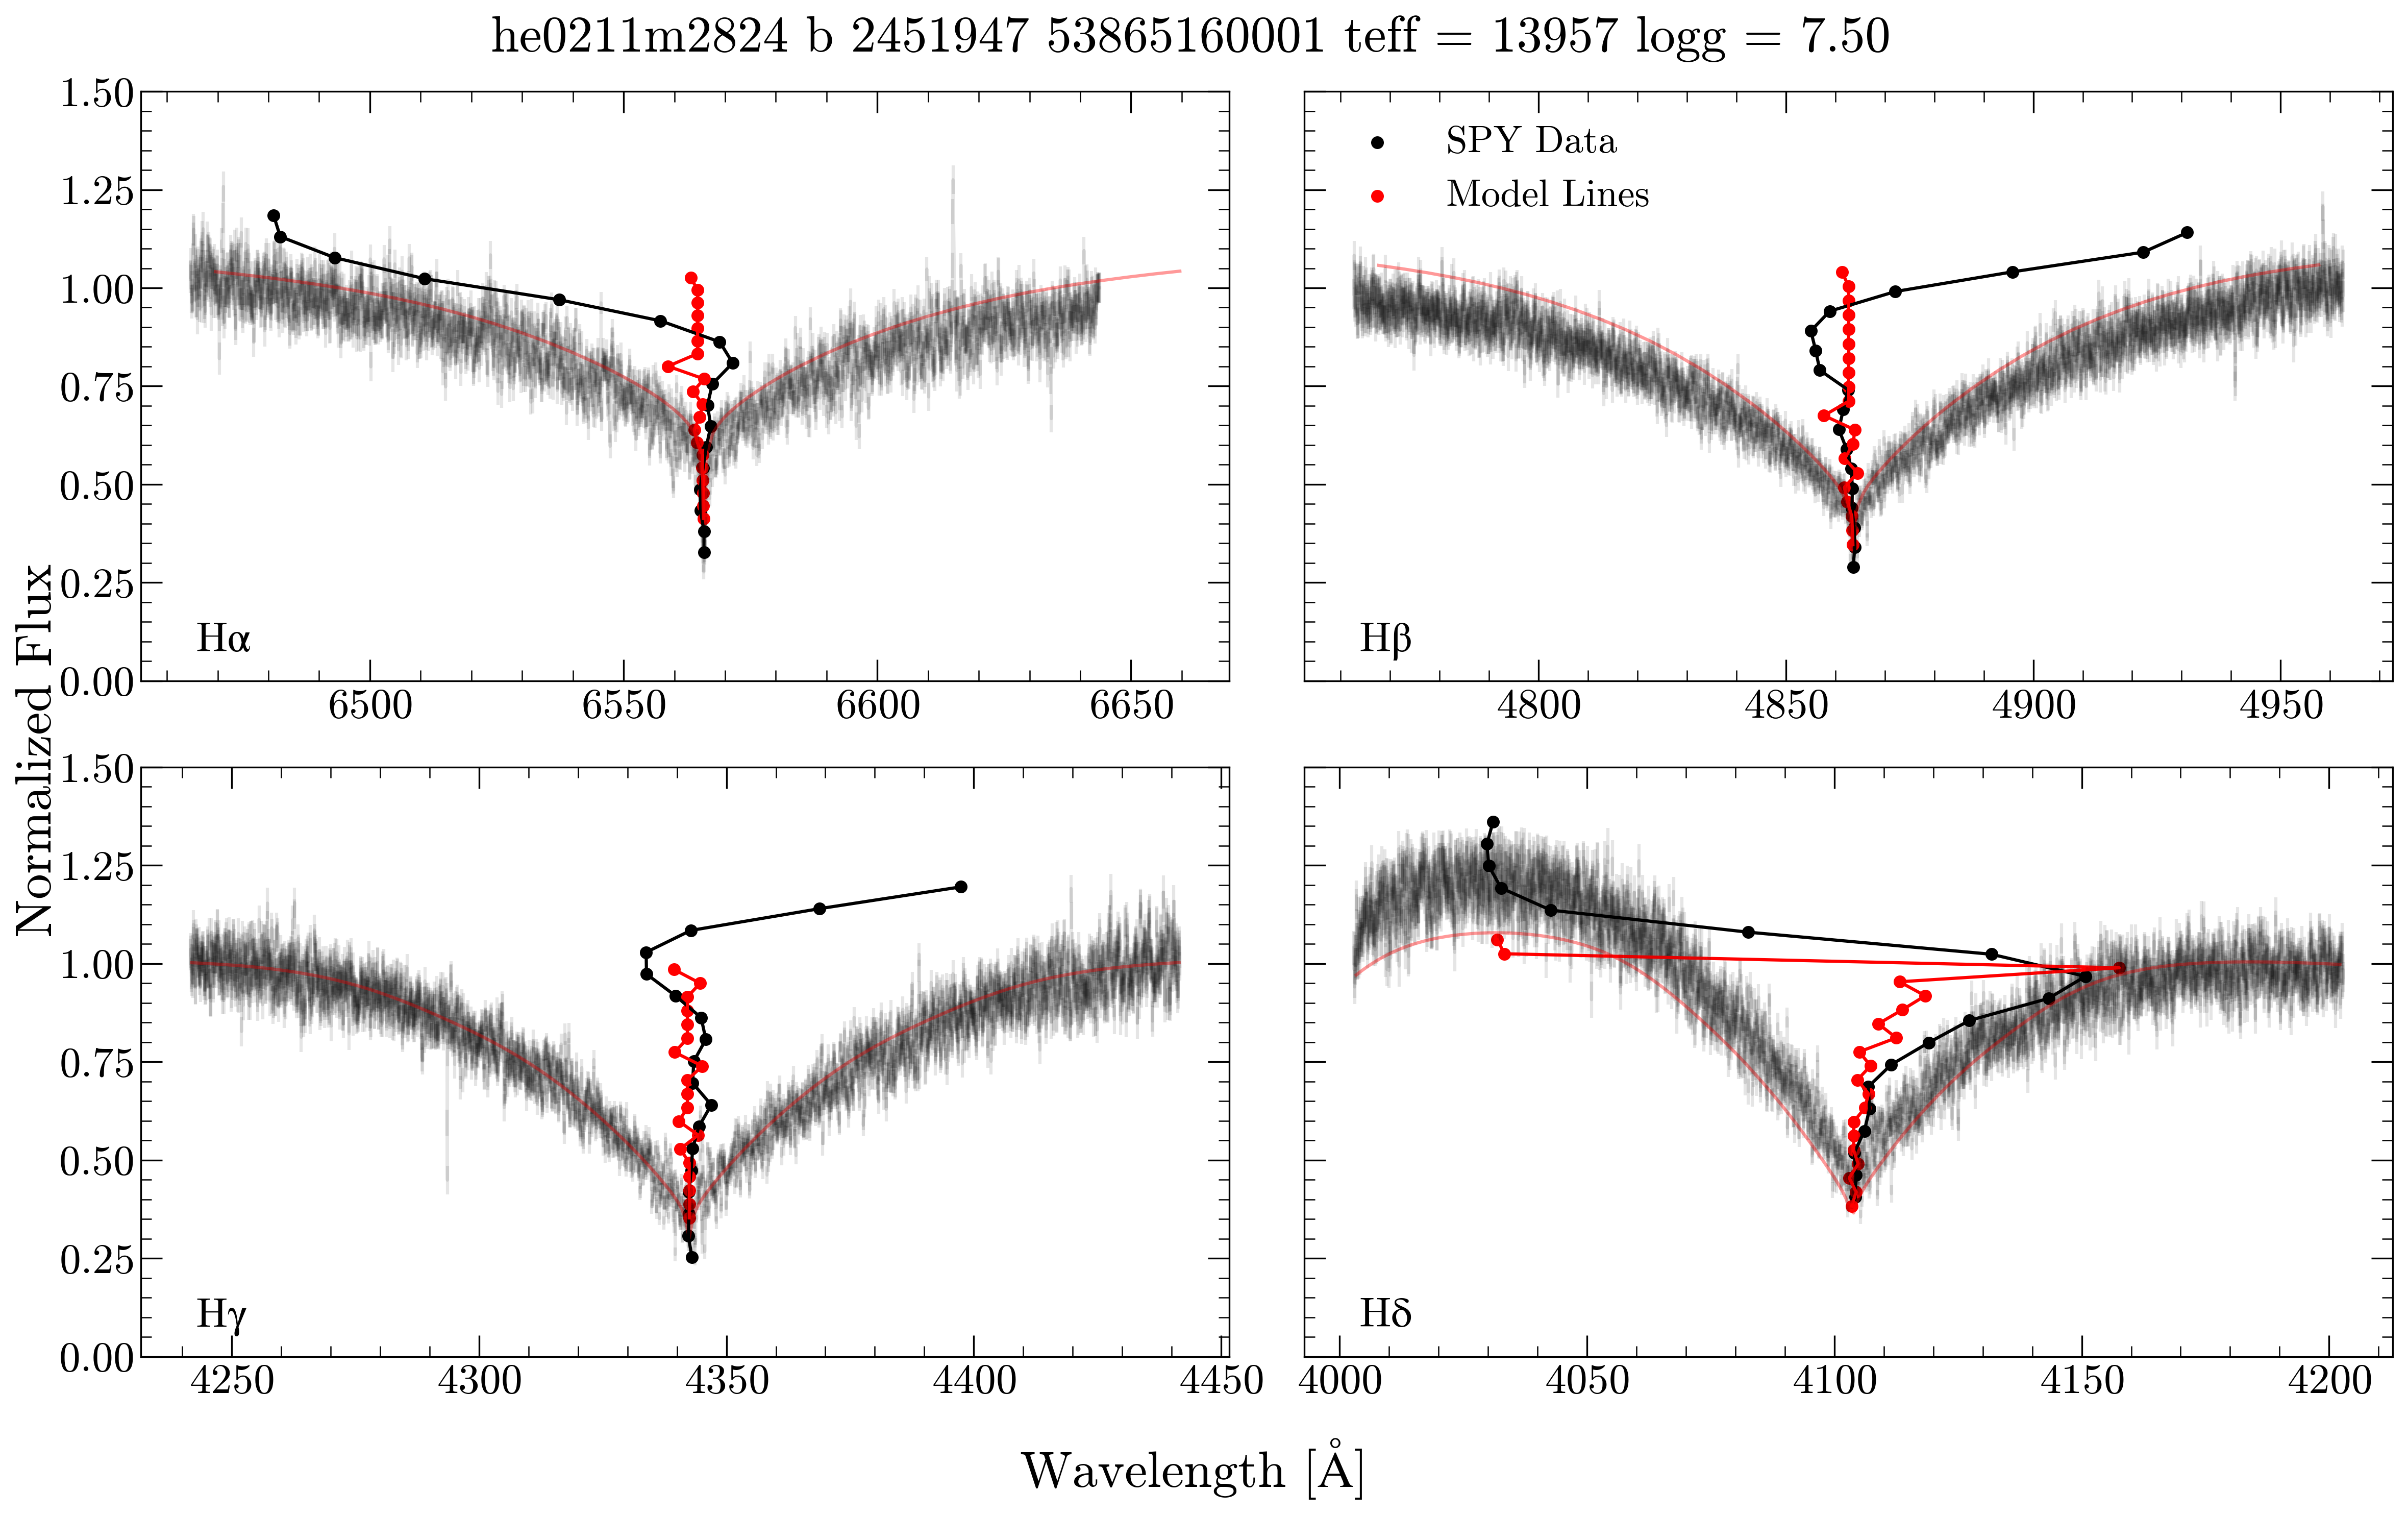 he0211m2824 b 2451947 53865160001 teff = 13957 logg = 7.50
Normalized Flux
1.50
1.25
1.00
0.75
0.50
0.25
0.00
Hα
6500 6550 6600 6650
SPY Data
Model Lines
Hβ
4800 4850 4900 4950
1.50
1.25
1.00
0.75
0.50
0.25
0.00
Hγ
4250 4300 4350 4400 4450
Hδ
4000 4050 4100 4150 4200
Wavelength [Å]